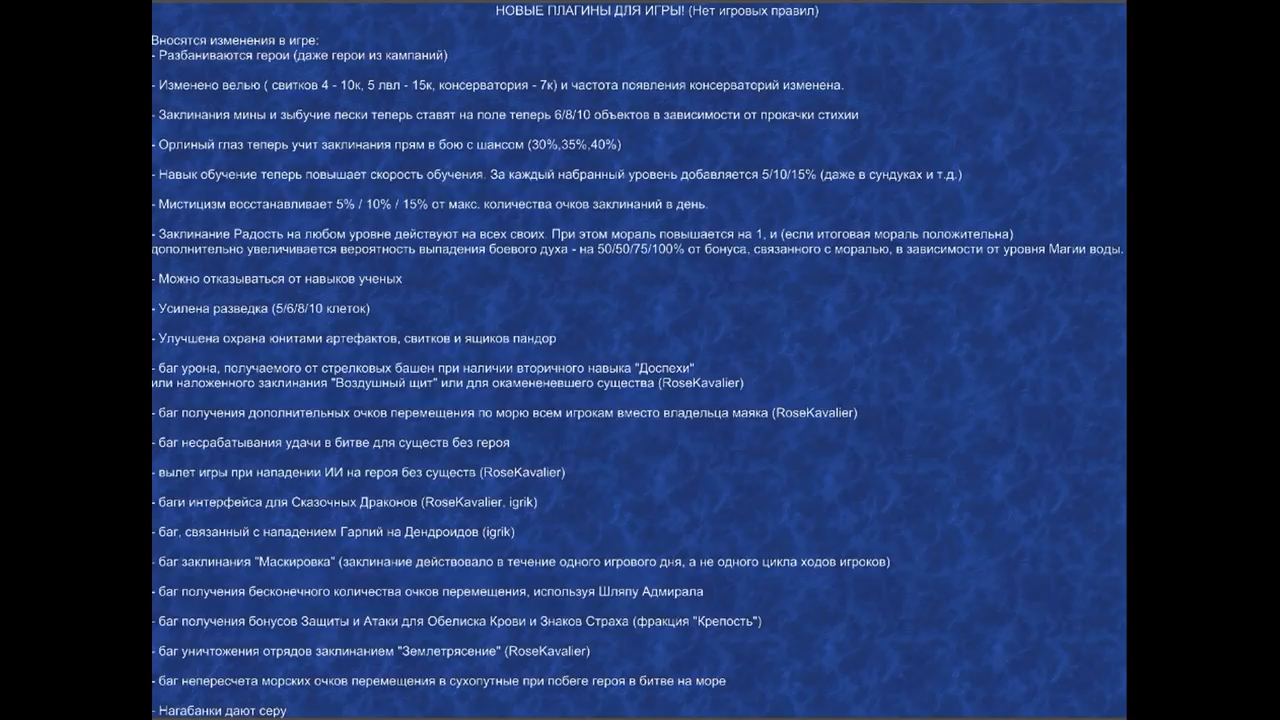 НОВЫЕ ПЛАГИНЫ ДЛЯ ИГРЫ! (Нет игровых правил)
Вносятся изменения в игре:
- Разбаниваются герои (даже герои из кампаний)
- Изменено велью ( свитков 4 - 10к, 5 лвл - 15к, консерватория - 7к) и частота появления консерваторий изменена.
- Заклинания мины и зыбучие пески теперь ставят на поле теперь 6/8/10 объектов в зависимости от прокачки стихии
- Орлиный глаз теперь учит заклинания прям в бою с шансом (30%,35%,40%)
- Навык обучение теперь повышает скорость обучения. За каждый набранный уровень добавляется 5/10/15% (даже в сундуках и т.д.)
- Мистицизм восстанавливает 5% / 10% / 15% от макс. количества очков заклинаний в день.
- Заклинание Радость на любом уровне действуют на всех своих. При этом мораль повышается на 1, и (если итоговая мораль положительна)
дополнительно увеличивается вероятность выпадения боевого духа - на 50/50/75/100% от бонуса, связанного с моралью, в зависимости от уровня Магии воды.
- Можно отказываться от навыков ученых
- Усилена разведка (5/6/8/10 клеток)
- Улучшена охрана юнитами артефактов, свитков и ящиков пандор
- баг урона, получаемого от стрелковых башен при наличии вторичного навыка "Доспехи"
или наложенного заклинания "Воздушный щит" или для окамененевшего существа (RoseKavalier)
- баг получения дополнительных очков перемещения по морю всем игрокам вместо владельца маяка (RoseKavalier)
- баг несрабатывания удачи в битве для существ без героя
- вылет игры при нападении ИИ на героя без существ (RoseKavalier)
- баги интерфейса для Сказочных Драконов (RoseKavalier, igrik)
- баг, связанный с нападением Гарпий на Дендроидов (igrik)
- баг заклинания "Маскировка" (заклинание действовало в течение одного игрового дня, а не одного цикла ходов игроков)
- баг получения бесконечного количества очков перемещения, используя Шляпу Адмирала
- баг получения бонусов Защиты и Атаки для Обелиска Крови и Знаков Страха (фракция "Крепость")
- баг уничтожения отрядов заклинанием "Землетрясение" (RoseKavalier)
- баг непересчета морских очков перемещения в сухопутные при побеге героя в битве на море
- Нагабанки дают серу